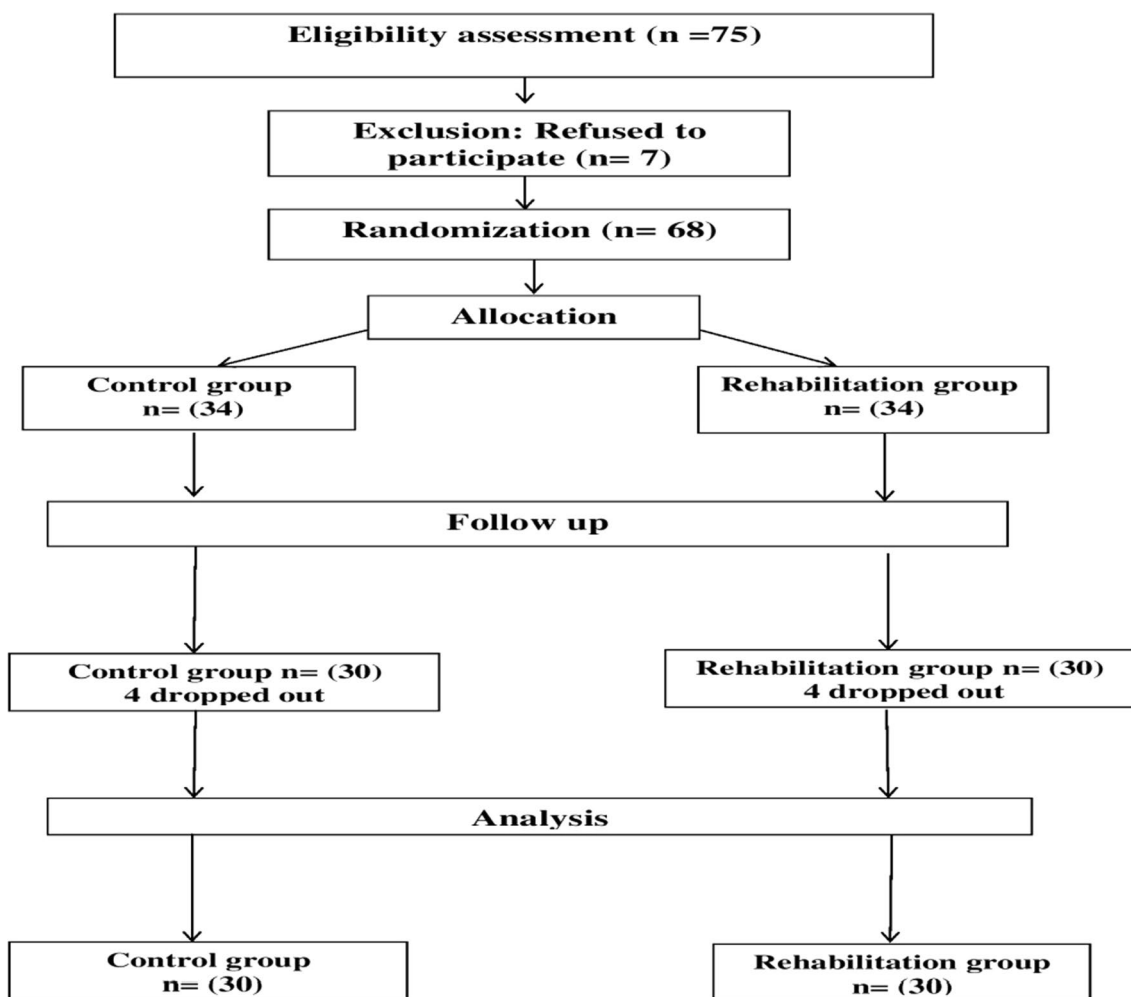 Eligibility assessment (n =75)
Exclusion: Refused to
participate (n= 7)
Randomization (n= 68)
Allocation
Control group
n= (34)
Rehabilitation group
n= (34)
Follow up
Control group n= (30)
4 dropped out
Rehabilitation group n= (30)
4 dropped out
Analysis
Control group
n= (30)
Rehabilitation group
n= (30)